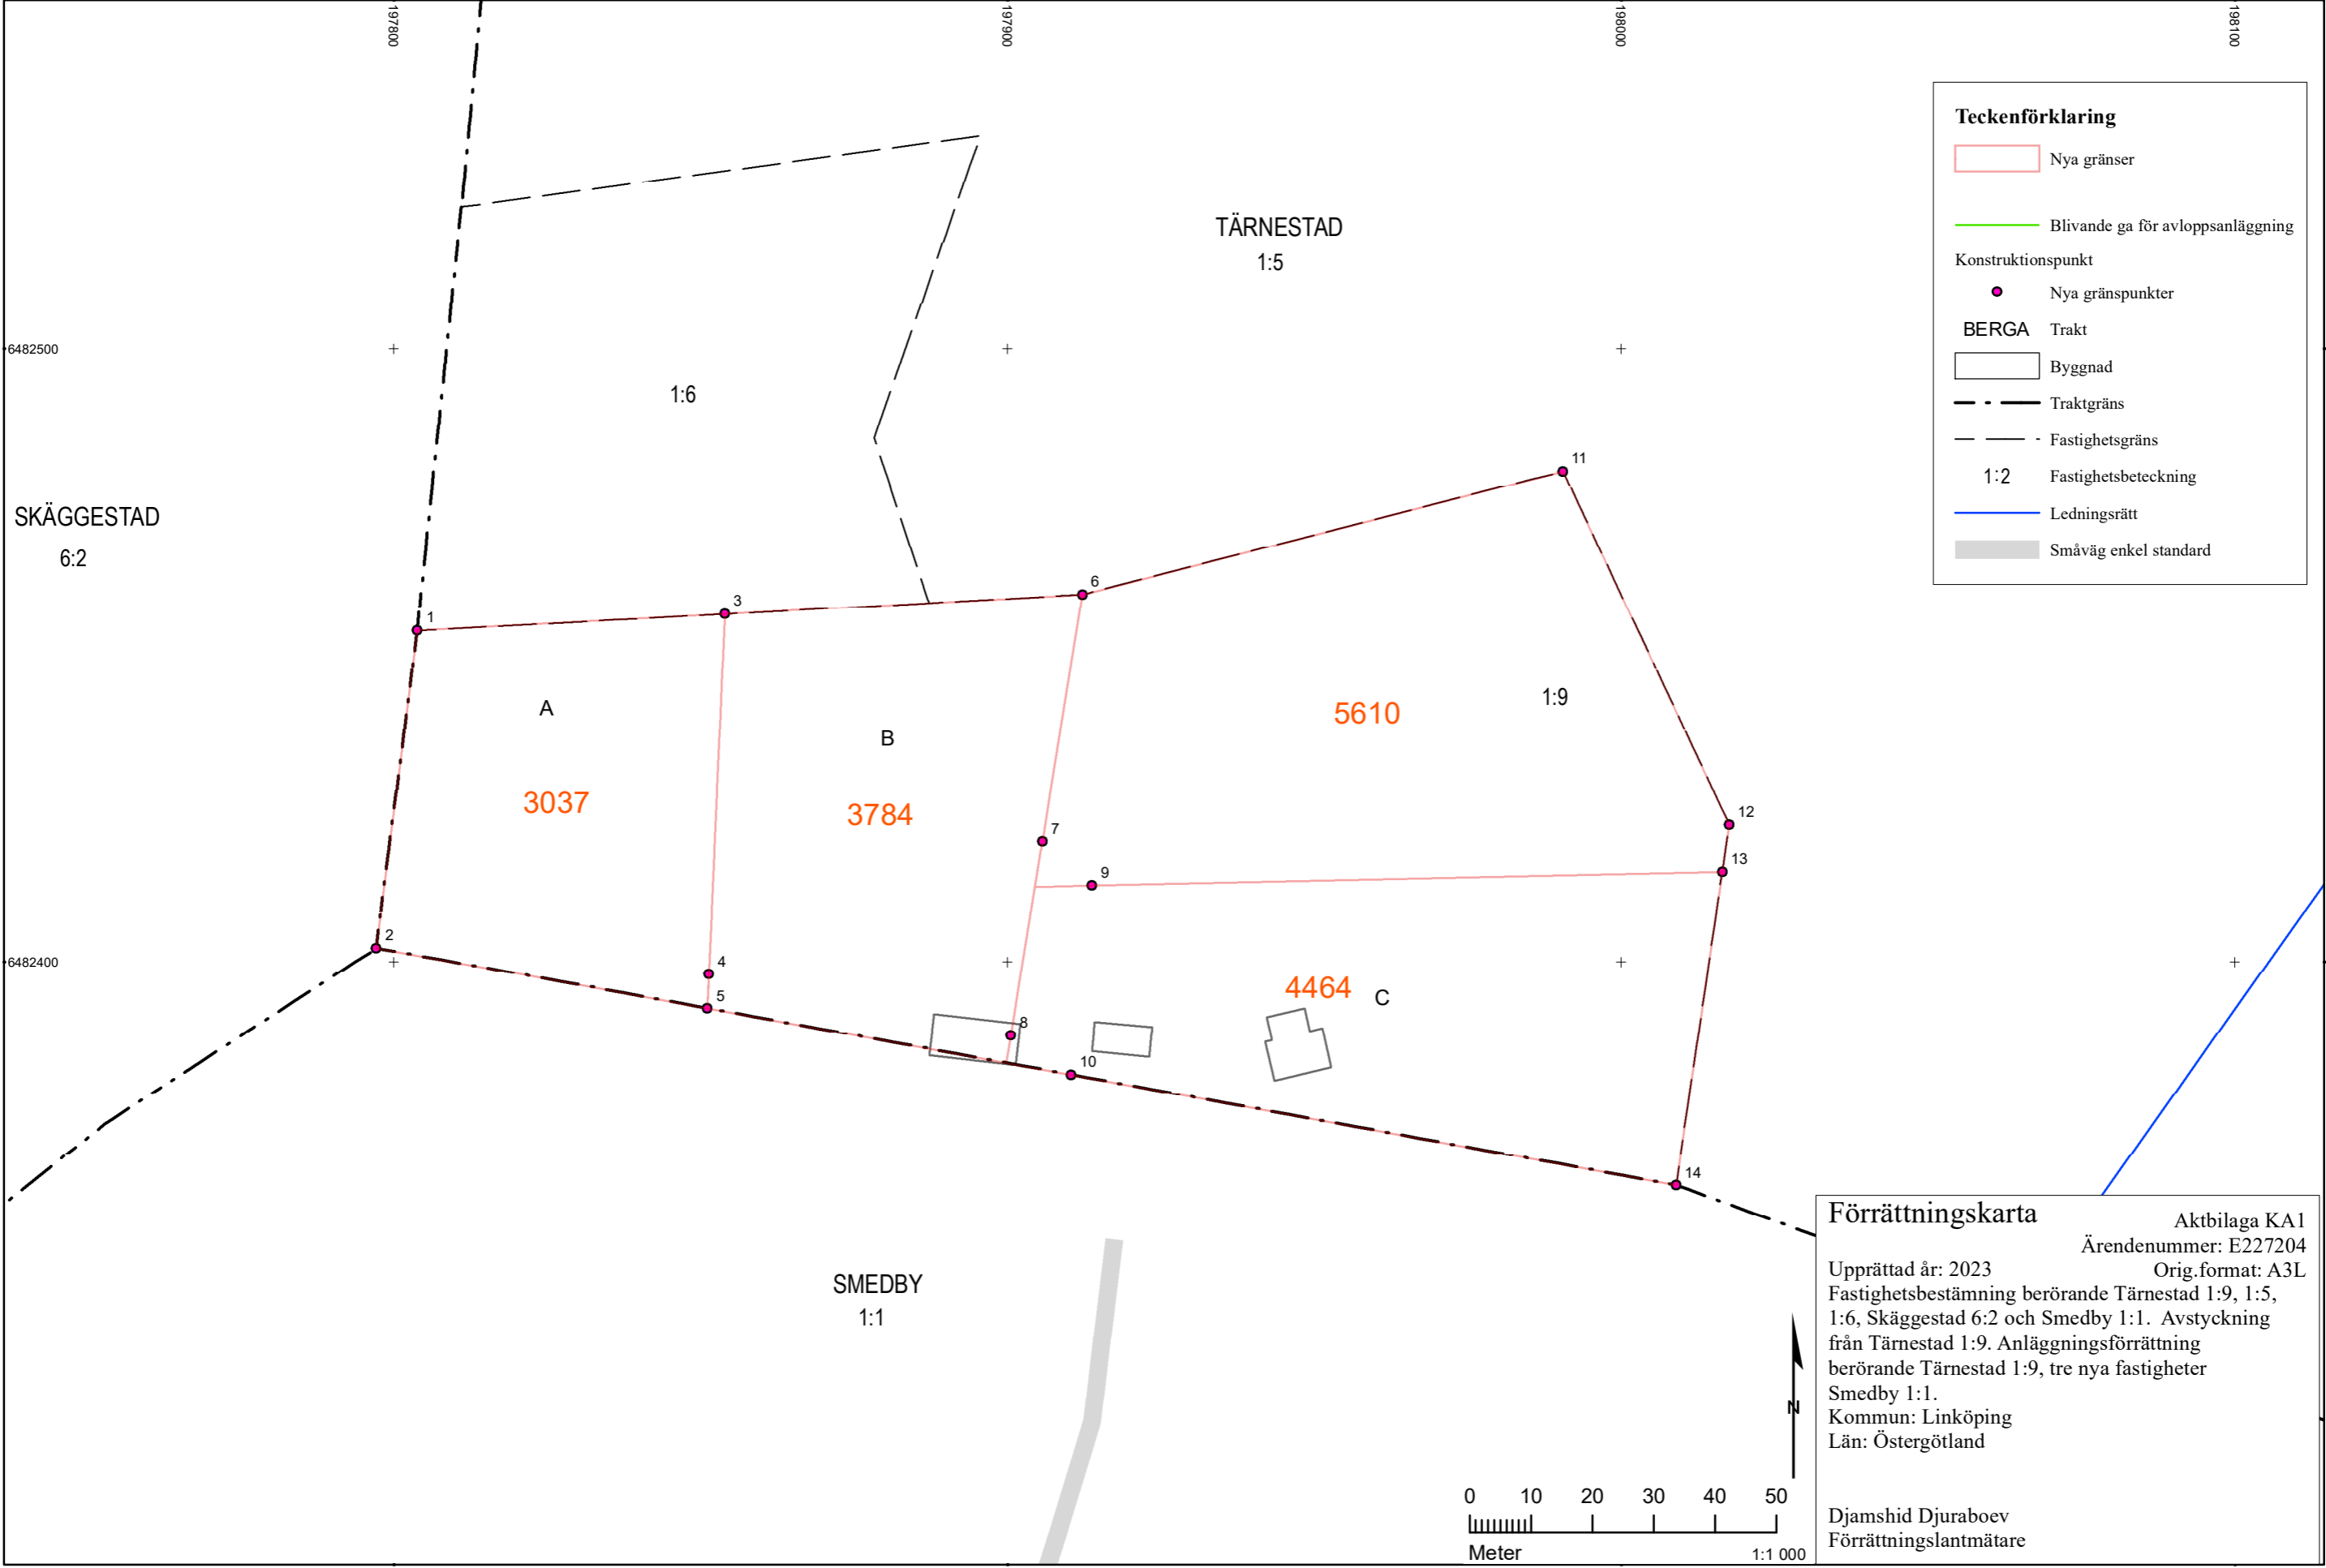 197800
197900
198000
198100
Teckenförklaring
Nya gränser
Blivande ga för avloppsanläggning
Konstruktionspunkt
Nya gränspunkter
BERGA Trakt
Byggnad
Traktgräns
Fastighetsgräns
1:2 Fastighetsbeteckning
Ledningsrätt
Småväg enkel standard
TÄRNESTAD
1:5
6482500
1:6
11
SKÄGGESTAD
6:2
6
3
1
A
B
5610
1:9
3037
3784
12
7
13
9
2
6482400
4
4464
C
5
8
10
14
SMEDBY
1:1
Förrättningskarta
Aktbilaga KA1
Ärendenummer: E227204
Upprättad år: 2023 Orig.format: A3L
Fastighetsbestämning berörande Tärnestad 1:9, 1:5,
1:6, Skäggestad 6:2 och Smedby 1:1. Avstyckning
från Tärnestad 1:9. Anläggningsförrättning
berörande Tärnestad 1:9, tre nya fastigheter
Smedby 1:1.
Kommun: Linköping
Län: Östergötland
Djamshid Djuraboev
Förrättningslantmätare
N
0 10 20 30 40 50
Meter 1:1 000